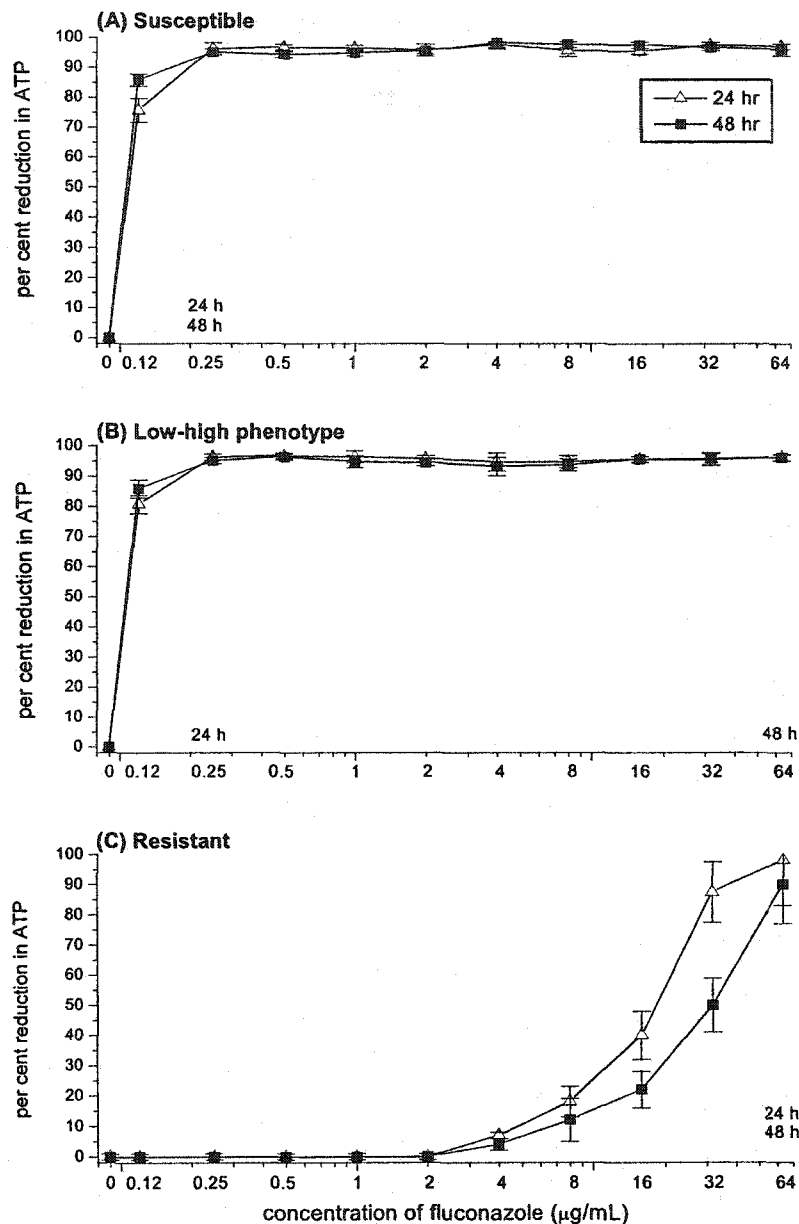 (A) Susceptible
100
90
80
70
60
50
40
30
20
10
0
per cent reduction in ATP
24 hr
48 hr
24 h
48 h
0 0.12 0.25 0.5 1 2 4 8 16 32 64
(B) Low-high phenotype
100
90
80
70
60
50
40
30
20
10
0
per cent reduction in ATP
24 h 48 h
0 0.12 0.25 0.5 1 2 4 8 16 32 64
(C) Resistant
100
90
80
70
60
50
40
30
20
10
0
per cent reduction in ATP
24 h
48 h
0 0.12 0.25 0.5 1 2 4 8 16 32 64
concentration of fluconazole (µg/mL)